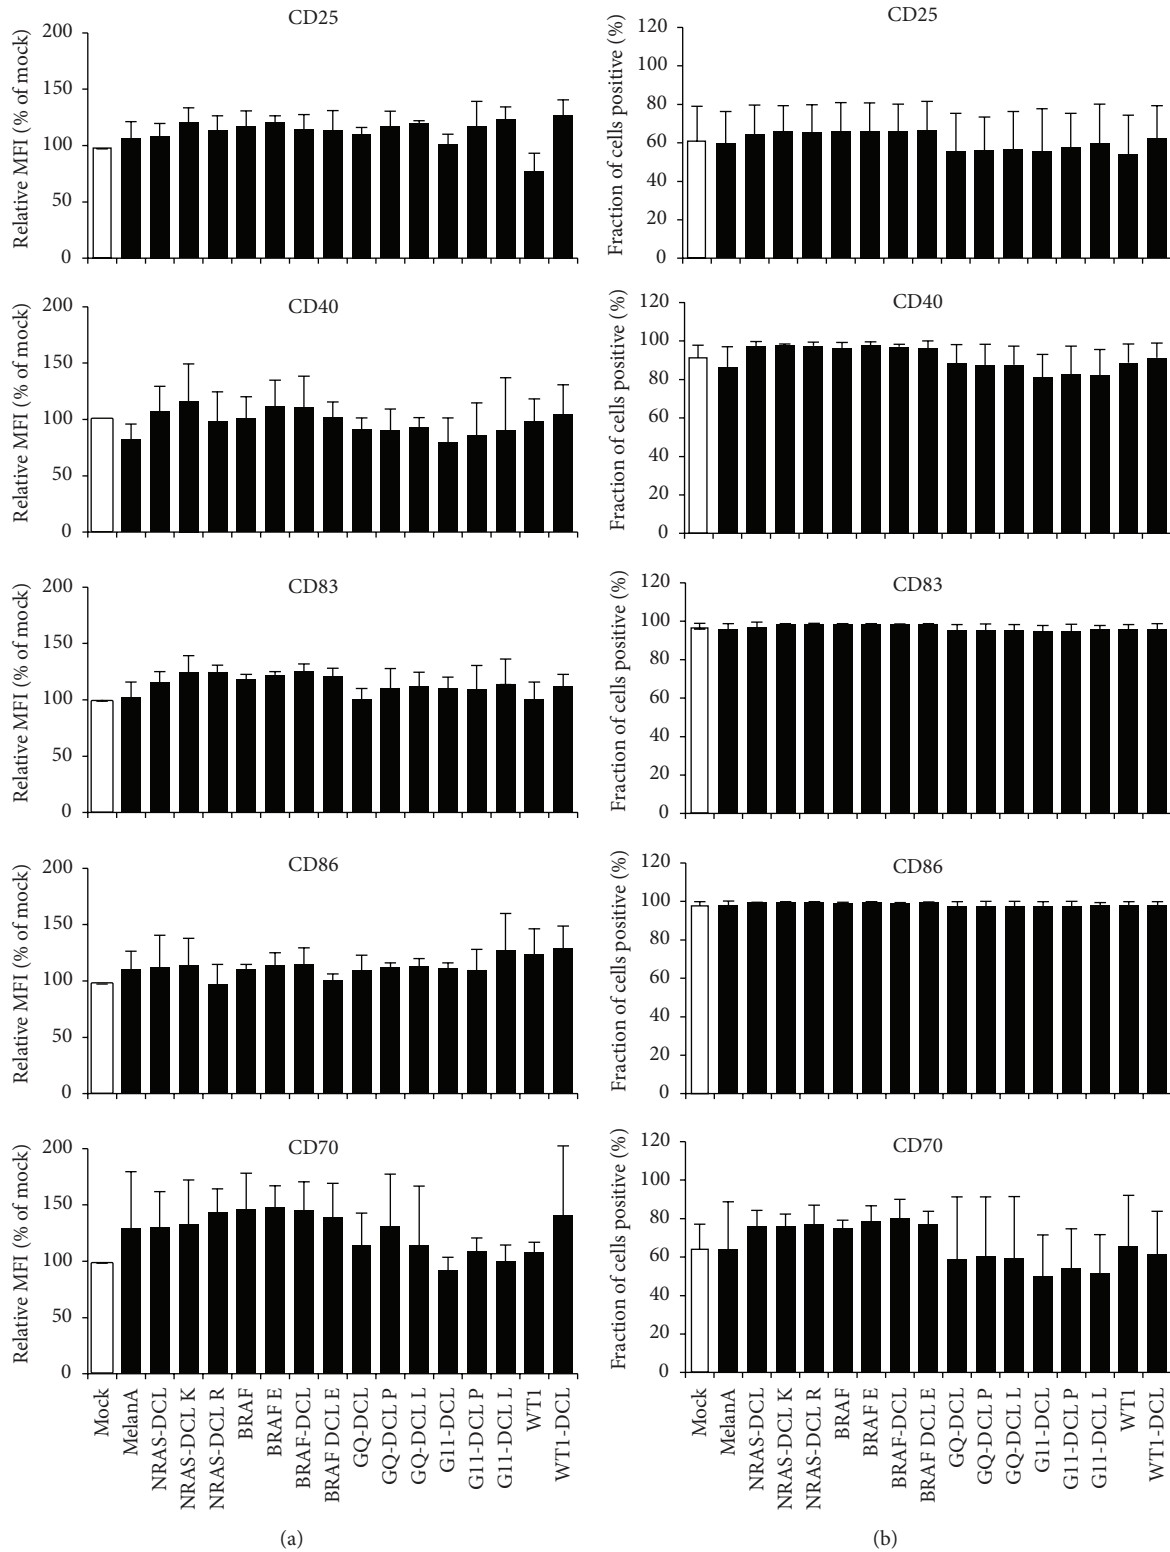 CD25
Relative MFI (% of mock)
200
150
100
50
0
CD40
Relative MFI (% of mock)
200
150
100
50
0
CD83
Relative MFI (% of mock)
200
150
100
50
0
CD86
Relative MFI (% of mock)
200
150
100
50
0
CD70
Relative MFI (% of mock)
200
150
100
50
0
Mock
MelanA
NRAS-DCL
NRAS-DCL K
NRAS-DCL R
BRAF
BRAF E
BRAF-DCL
BRAF DCL E
GQ-DCL
GQ-DCL P
GQ-DCL L
G11-DCL
G11-DCL P
G11-DCL L
WT1
WT1-DCL
(a)
CD25
Fraction of cells positive (%)
120
100
80
60
40
20
0
CD40
Fraction of cells positive (%)
120
100
80
60
40
20
0
CD83
Fraction of cells positive (%)
120
100
80
60
40
20
0
CD86
Fraction of cells positive (%)
120
100
80
60
40
20
0
CD70
Fraction of cells positive (%)
120
100
80
60
40
20
0
Mock
MelanA
NRAS-DCL
NRAS-DCL K
NRAS-DCL R
BRAF
BRAF E
BRAF-DCL
BRAF DCL E
GQ-DCL
GQ-DCL P
GQ-DCL L
G11-DCL
G11-DCL P
G11-DCL L
WT1
WT1-DCL
(b)